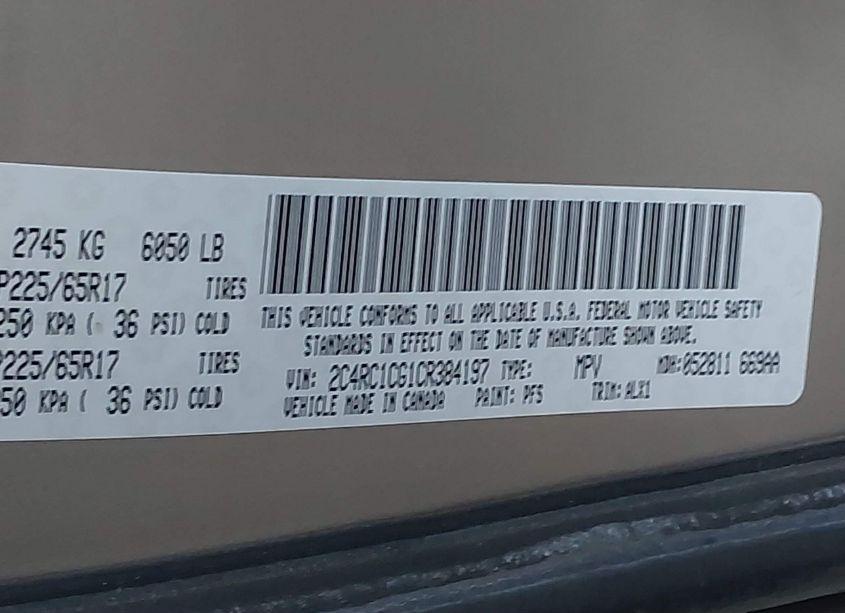 2745 KG 6050 LB
P225/65R17 TIRES
250 KPA ( 36 PSI) COLD
P225/65R17 TIRES
50 KPA ( 36 PSI) COLD
THIS VEHICLE CONFORMS TO ALL APPLICABLE U.S.A. FEDERAL MOTOR VEHICLE SAFETY
STANDARDS IN EFFECT ON THE DATE OF MANUFACTURE SHOWN ABOVE.
VIN: 2C4RC1CG1CR384197 TYPE: MPV MDH:052811 669AA
VEHICLE MADE IN CANADA PAINT: PFS TRIM: ALX1